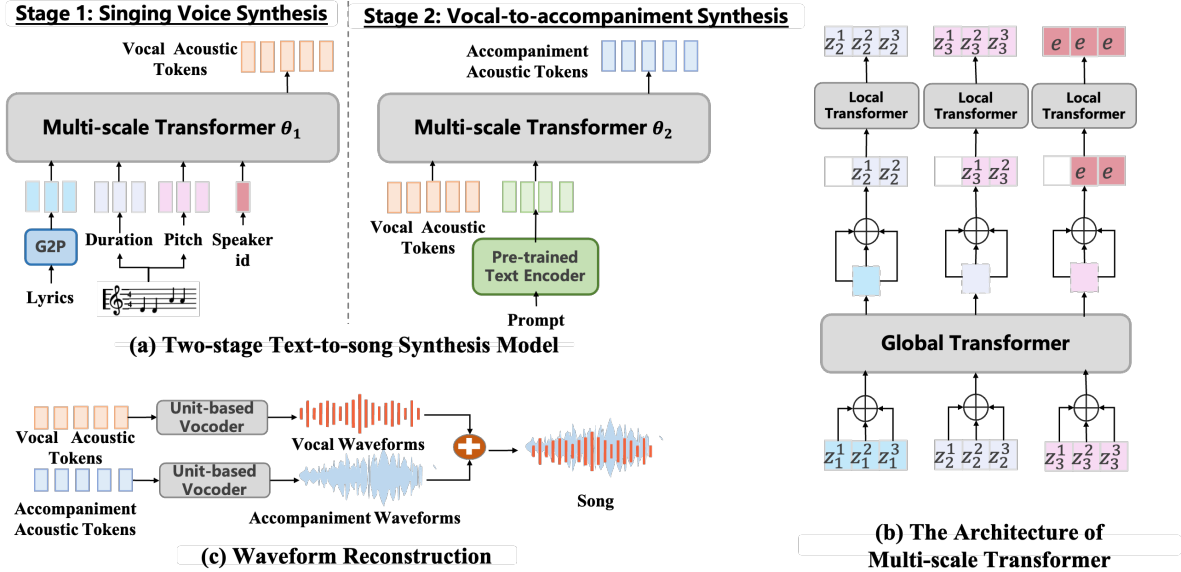 Stage 1: Singing Voice Synthesis
Vocal Acoustic
Tokens
Multi-scale Transformer θ₁
G2P
Duration
Pitch
Speaker
id
Lyrics
Stage 2: Vocal-to-accompaniment Synthesis
Accompaniment
Acoustic Tokens
Multi-scale Transformer θ₂
Vocal Acoustic
Tokens
Pre-trained
Text Encoder
Prompt
(a) Two-stage Text-to-song Synthesis Model
z₂¹ z₂² z₂³
z₃¹ z₃² z₃³
e e e
Local
Transformer
Local
Transformer
Local
Transformer
z₂¹ z₂²
z₃¹ z₃²
e e
Global Transformer
z₁¹ z₁² z₁³
z₂¹ z₂² z₂³
z₃¹ z₃² z₃³
(b) The Architecture of
Multi-scale Transformer
Vocal Acoustic
Tokens
Unit-based
Vocoder
Vocal Waveforms
Accompaniment
Acoustic Tokens
Unit-based
Vocoder
Accompaniment Waveforms
Song
(c) Waveform Reconstruction